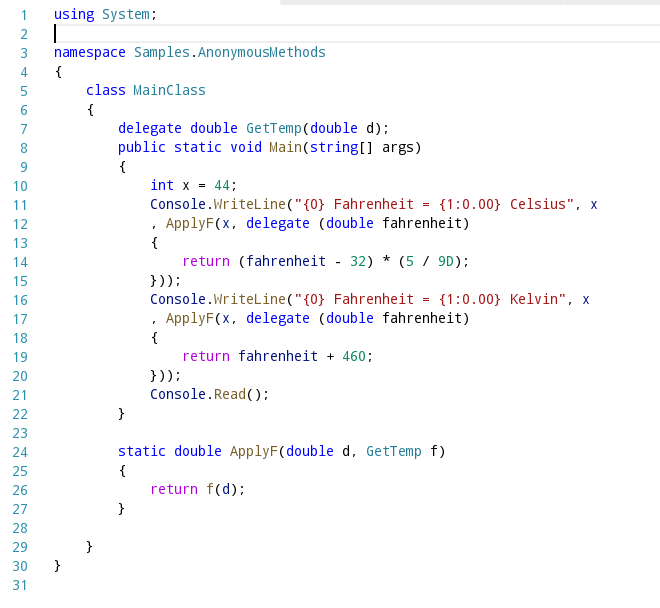 1 using System;
2
3 namespace Samples.AnonymousMethods
4 {
5     class MainClass
6     {
7         delegate double GetTemp(double d);
8         public static void Main(string[] args)
9         {
10             int x = 44;
11             Console.WriteLine("{0} Fahrenheit = {1:0.00} Celsius", x
12             , ApplyF(x, delegate (double fahrenheit)
13             {
14                 return (fahrenheit - 32) * (5 / 9D);
15             }));
16             Console.WriteLine("{0} Fahrenheit = {1:0.00} Kelvin", x
17             , ApplyF(x, delegate (double fahrenheit)
18             {
19                 return fahrenheit + 460;
20             }));
21             Console.Read();
22         }
23
24         static double ApplyF(double d, GetTemp f)
25         {
26             return f(d);
27         }
28
29     }
30 }
31